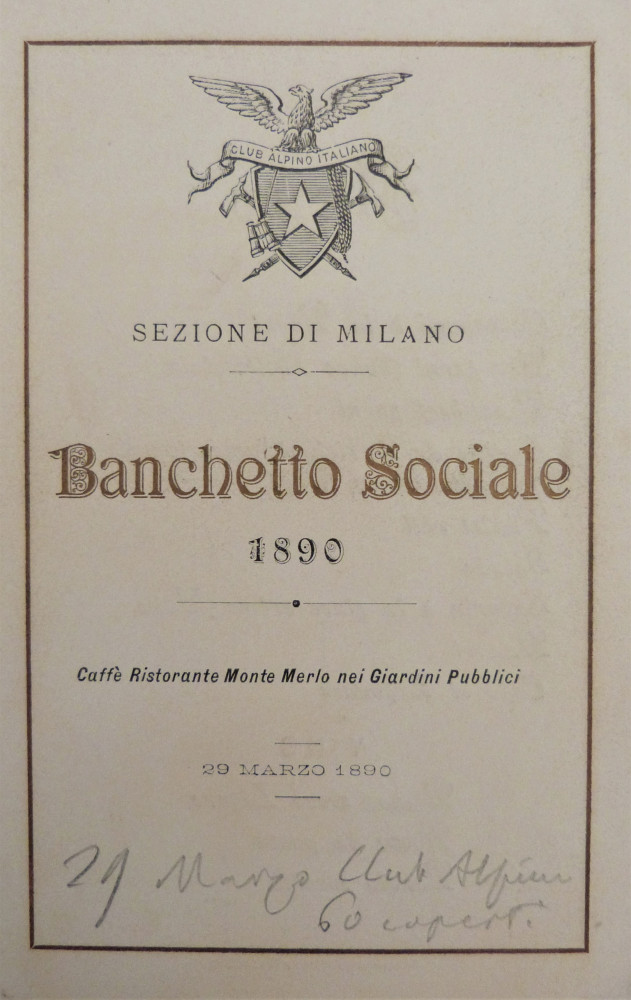 CLUB ALPINO ITALIANO
SEZIONE DI MILANO
Banchetto Sociale
1890
Caffè Ristorante Monte Merlo nei Giardini Pubblici
29 MARZO 1890
29 Marzo Club Alpino
60 coperti